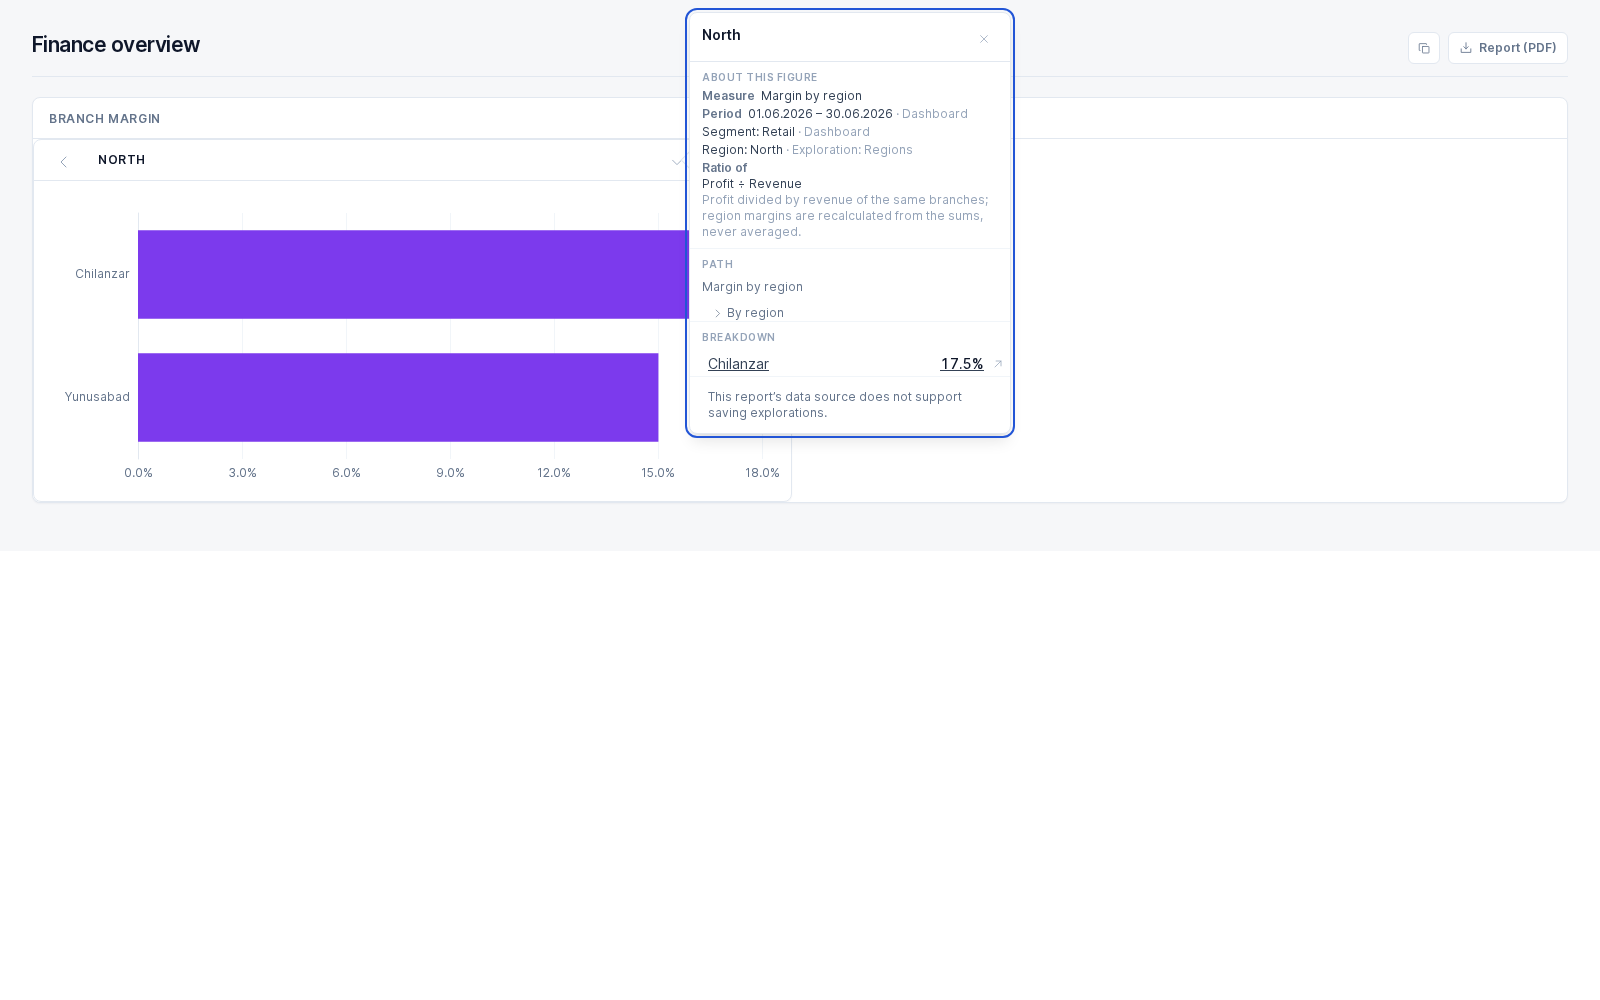 Finance overview
Report (PDF)
BRANCH MARGIN
NORTH
Chilanzar
Yunusabad
0.0% 3.0% 6.0% 9.0% 12.0% 15.0% 18.0%
North
ABOUT THIS FIGURE
Measure Margin by region
Period 01.06.2026 – 30.06.2026 · Dashboard
Segment: Retail · Dashboard
Region: North · Exploration: Regions
Ratio of
Profit ÷ Revenue
Profit divided by revenue of the same branches;
region margins are recalculated from the sums,
never averaged.
PATH
Margin by region
By region
BREAKDOWN
Chilanzar 17.5%
This report’s data source does not support
saving explorations.